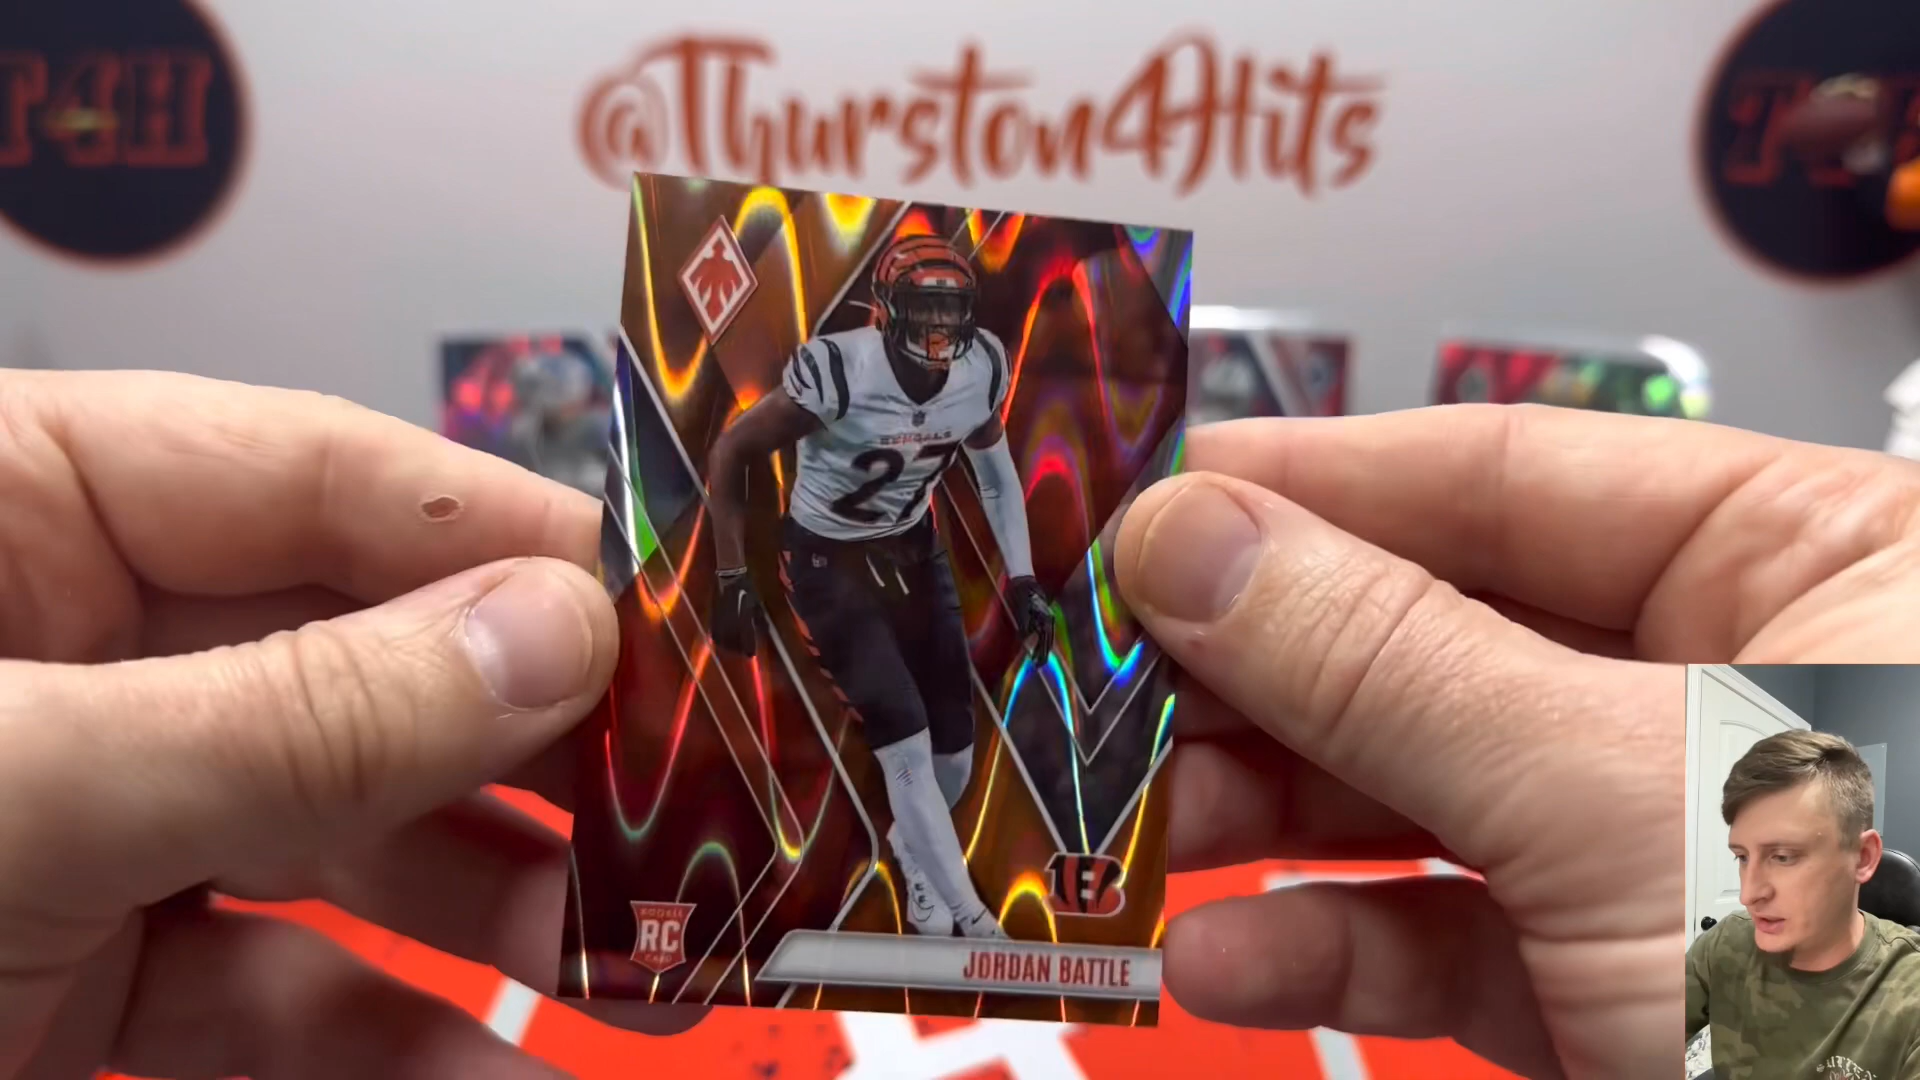 @Thurston4Hits
T4H
BENGALS
27
ROOKIE
RC
CARD
JORDAN BATTLE